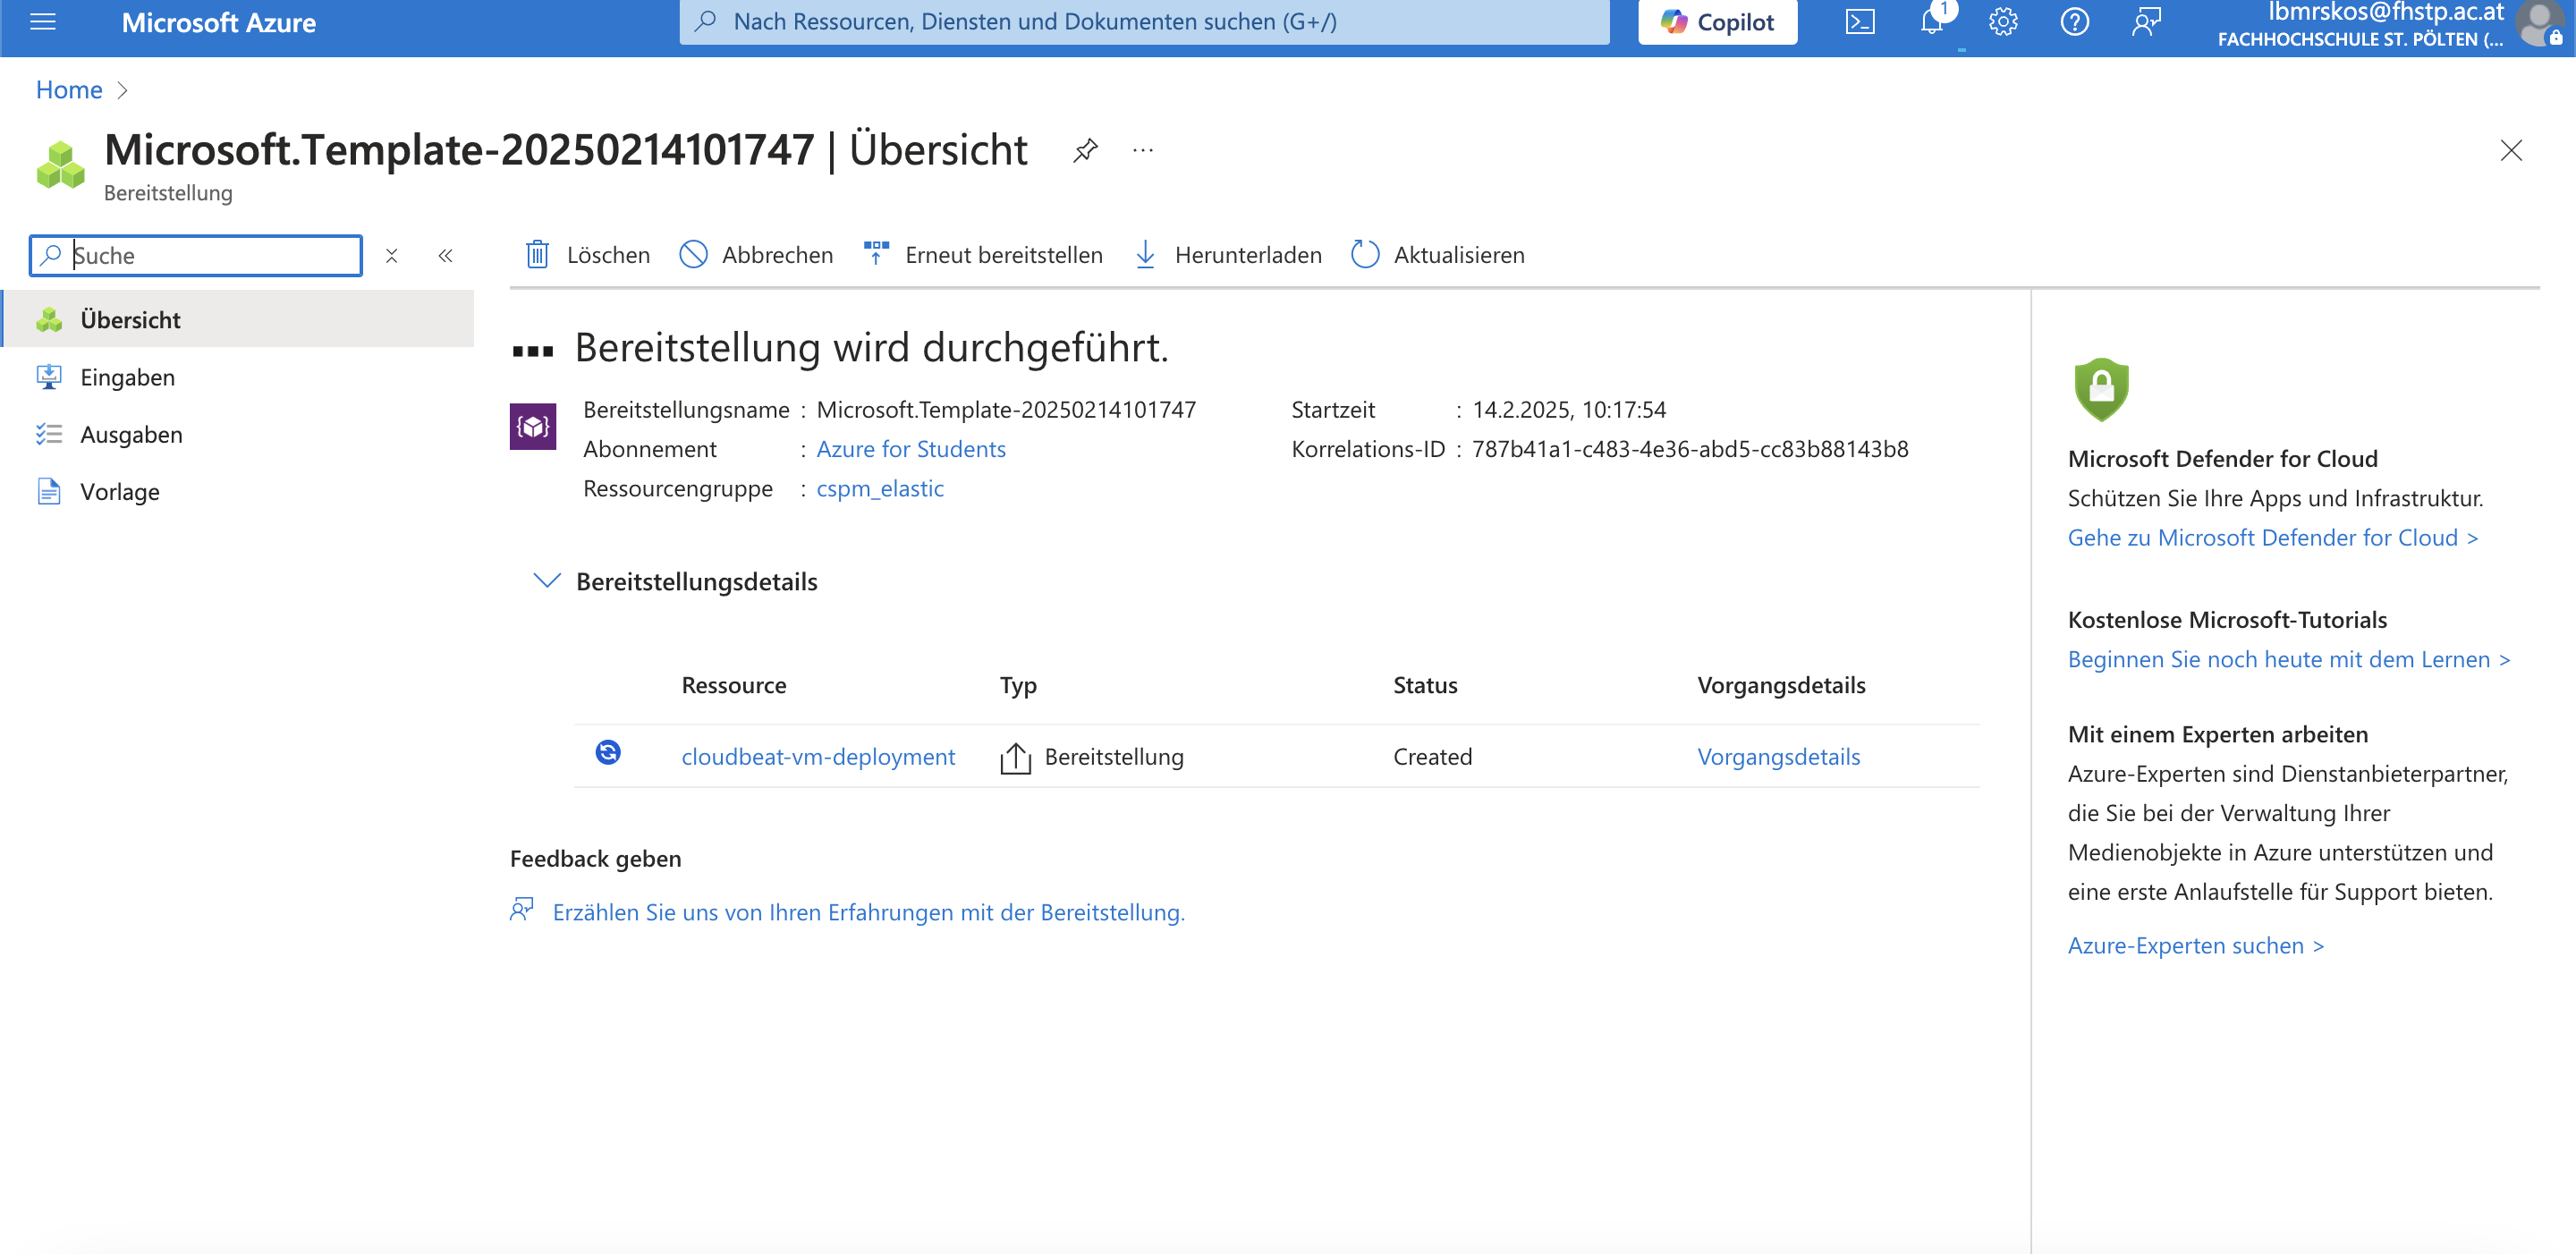 Microsoft Azure
Nach Ressourcen, Diensten und Dokumenten suchen (G+/)
Copilot
1
lbmrskos@fhstp.ac.at
FACHHOCHSCHULE ST. PÖLTEN (...
Home
Microsoft.Template-20250214101747 | Übersicht
Bereitstellung
Suche
Löschen
Abbrechen
Erneut bereitstellen
Herunterladen
Aktualisieren
Übersicht
Eingaben
Ausgaben
Vorlage
Bereitstellung wird durchgeführt.
Bereitstellungsname : Microsoft.Template-20250214101747
Abonnement : Azure for Students
Ressourcengruppe : cspm_elastic
Startzeit : 14.2.2025, 10:17:54
Korrelations-ID : 787b41a1-c483-4e36-abd5-cc83b88143b8
Bereitstellungsdetails
Ressource Typ Status Vorgangsdetails
cloudbeat-vm-deployment Bereitstellung Created Vorgangsdetails
Feedback geben
Erzählen Sie uns von Ihren Erfahrungen mit der Bereitstellung.
Microsoft Defender for Cloud
Schützen Sie Ihre Apps und Infrastruktur.
Gehe zu Microsoft Defender for Cloud >
Kostenlose Microsoft-Tutorials
Beginnen Sie noch heute mit dem Lernen >
Mit einem Experten arbeiten
Azure-Experten sind Dienstanbieterpartner,
die Sie bei der Verwaltung Ihrer
Medienobjekte in Azure unterstützen und
eine erste Anlaufstelle für Support bieten.
Azure-Experten suchen >